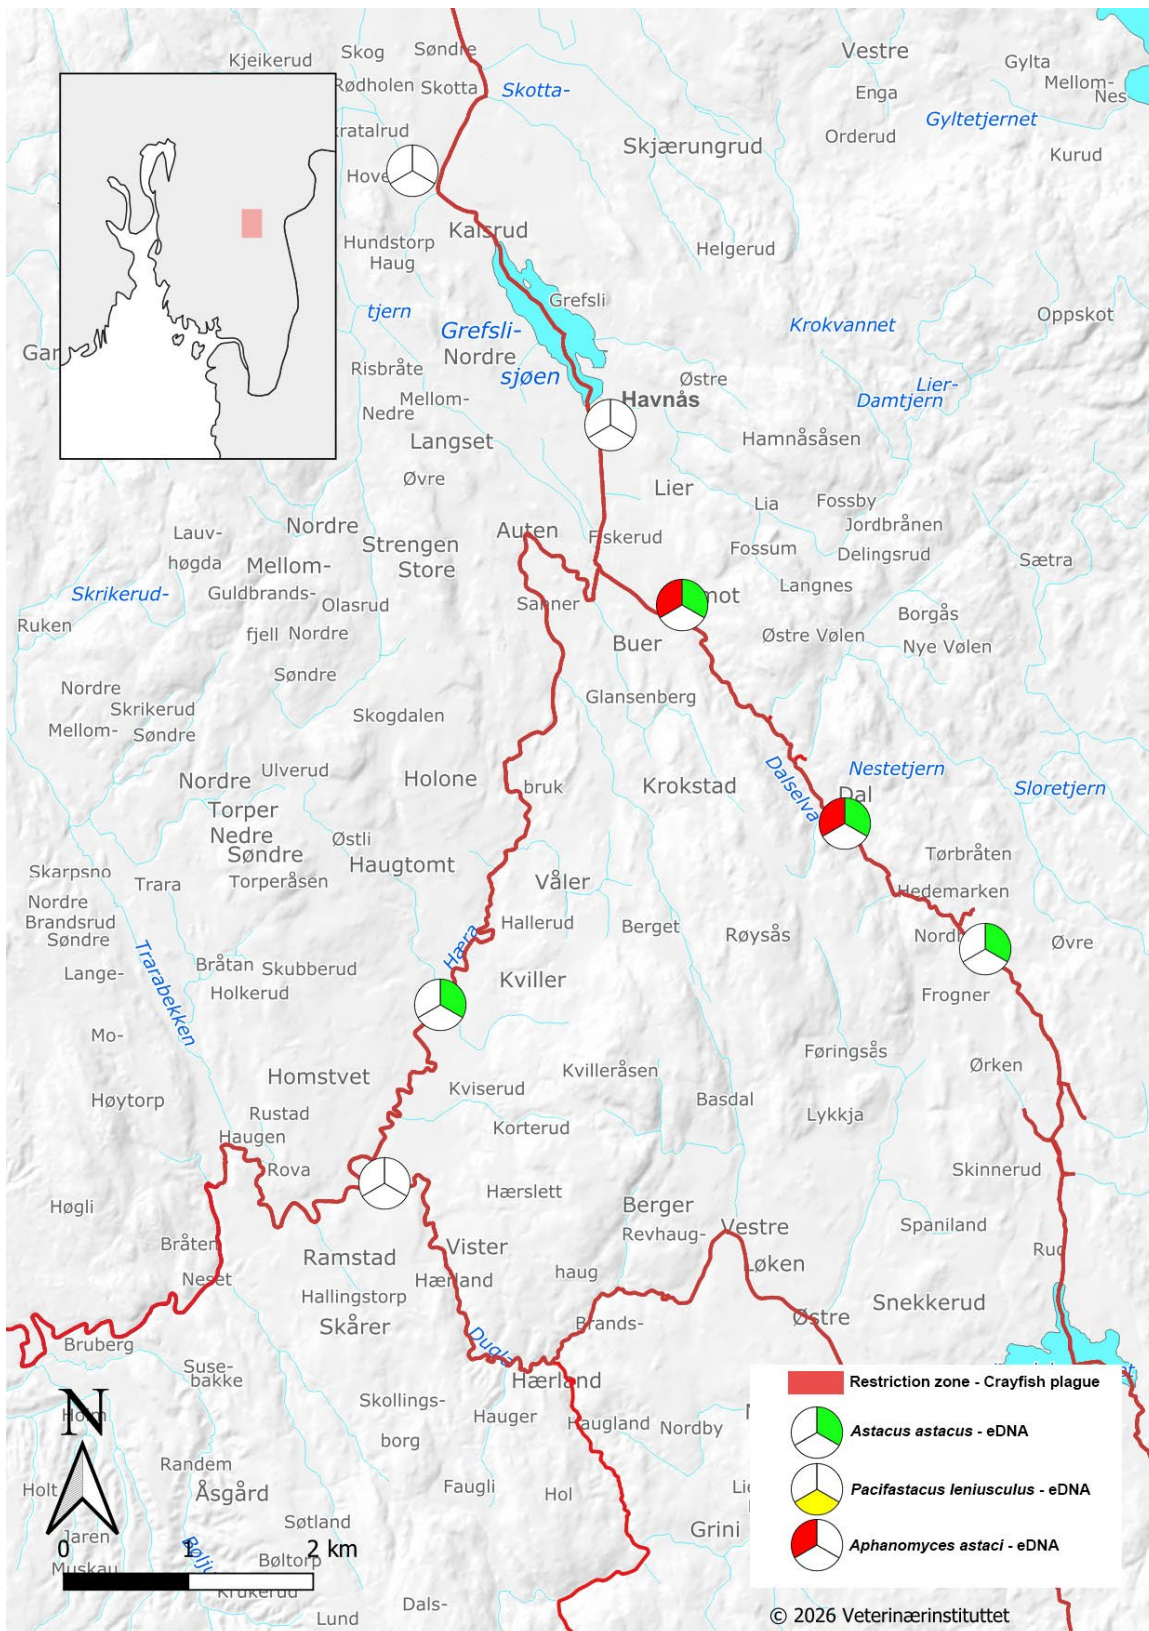 Kjeikerud
Skog
Søndre
Rødholen
Skotta
Skotta-
Vestre
Enga
Gylta
Mellom-
Nes
Gyltetjernet
Orderud
Kurud
Skjærungrud
Hundstorp
Haug
Kalsrud
Helgerud
Grefsli
tjern
Grefsli-
sjøen
Nordre
Krokvannet
Oppskot
Risbråte
Mellom-
Nedre
Østre
Havnås
Lier-
Damtjern
Langset
Hamnåsåsen
Øvre
Lier
Lia
Fossby
Jordbrånen
Nordre
Auten
Fiskerud
Fossum
Delingsrud
Sætra
Lauv-
høgda
Strengen
Store
Mellom-
Langnes
Skrikerud-
Guldbrands-
Olasrud
Sanner
Borgås
Ruken
fjell
Nordre
Buer
Østre Vølen
Nye Vølen
Søndre
Nordre
Skrikerud
Mellom-
Søndre
Skogdalen
Glansenberg
Nordre
Ulverud
Holone
bruk
Krokstad
Dalselva
Nestetjern
Sloretjern
Torper
Nedre
Søndre
Torperåsen
Østli
Haugtomt
Dal
Tørbråten
Skarpsno
Trara
Nordre
Brandsrud
Søndre
Våler
Hedemarken
Hallerud
Berget
Røysås
Øvre
Hæra
Trarabekken
Lange-
Bråtan
Skubberud
Holkerud
Kviller
Frogner
Mo-
Føringsås
Ørken
Homstvet
Kviserud
Kvilleråsen
Høytorp
Rustad
Basdal
Lykkja
Haugen
Korterud
Rova
Skinnerud
Høgli
Hærslett
Berger
Revhaug-
Vestre
Spaniland
Bråten
Ramstad
Vister
Neset
Hærland
haug
Løken
Hallingstorp
Snekkerud
Skårer
Brands-
Østre
Bruberg
Suse-
bakke
Hærland
Skollings-
borg
Hauger
Haugland
Nordby
Holm
N
Randem
Åsgård
Holt
Faugli
Hol
Søtland
Grini
Jaren
Bøltorp
Muskau
Krukerud
Lund
Dals-
0 1 2 km
Restriction zone - Crayfish plague
Astacus astacus - eDNA
Pacifastacus leniusculus - eDNA
Aphanomyces astaci - eDNA
© 2026 Veterinærinstituttet